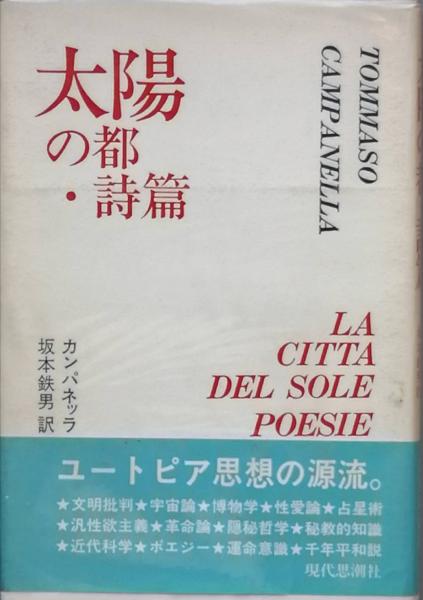 太陽
の都
・詩篇
TOMMASO
CAMPANELLA
カンパネッラ
坂本鉄男 訳
LA
CITTA
DEL SOLE
POESIE
ユートピア思想の源流。
★文明批判★宇宙論★博物学★性愛論★占星術
★汎性欲主義★革命論★隠秘哲学★秘教的知識
★近代科学★ポエジー★運命意識★千年平和説
現代思潮社